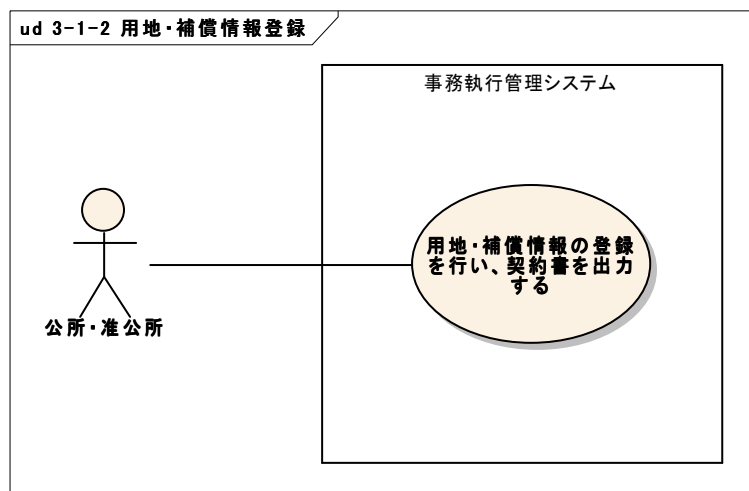 ud 3-1-2 用地・補償情報登録
事務執行管理システム
用地・補償情報の登録
を行い、契約書を出力
する
公所・准公所